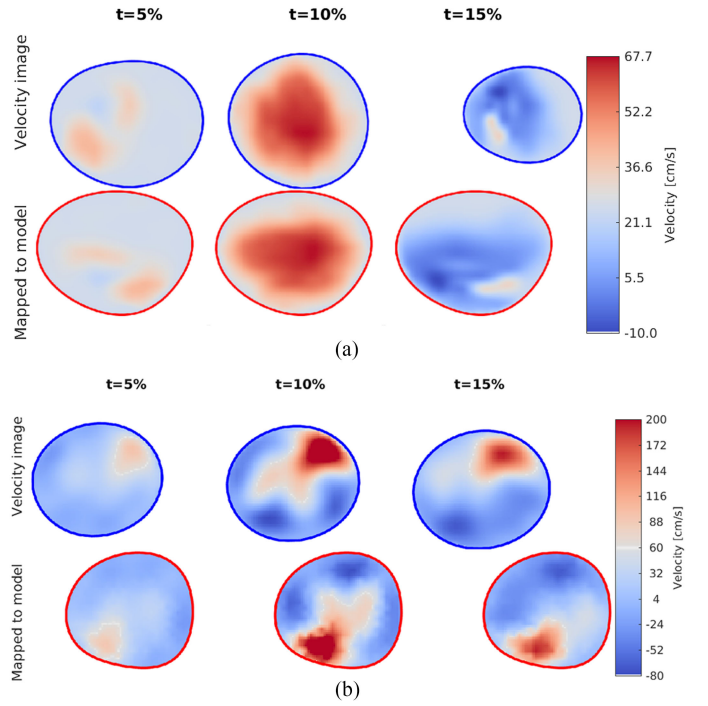 t=5% t=10% t=15%
Velocity image
Mapped to model
67.7
52.2
36.6
21.1
5.5
-10.0
Velocity [cm/s]
(a)
t=5% t=10% t=15%
Velocity image
Mapped to model
200
172
144
116
88
60
32
4
-24
-52
-80
Velocity [cm/s]
(b)